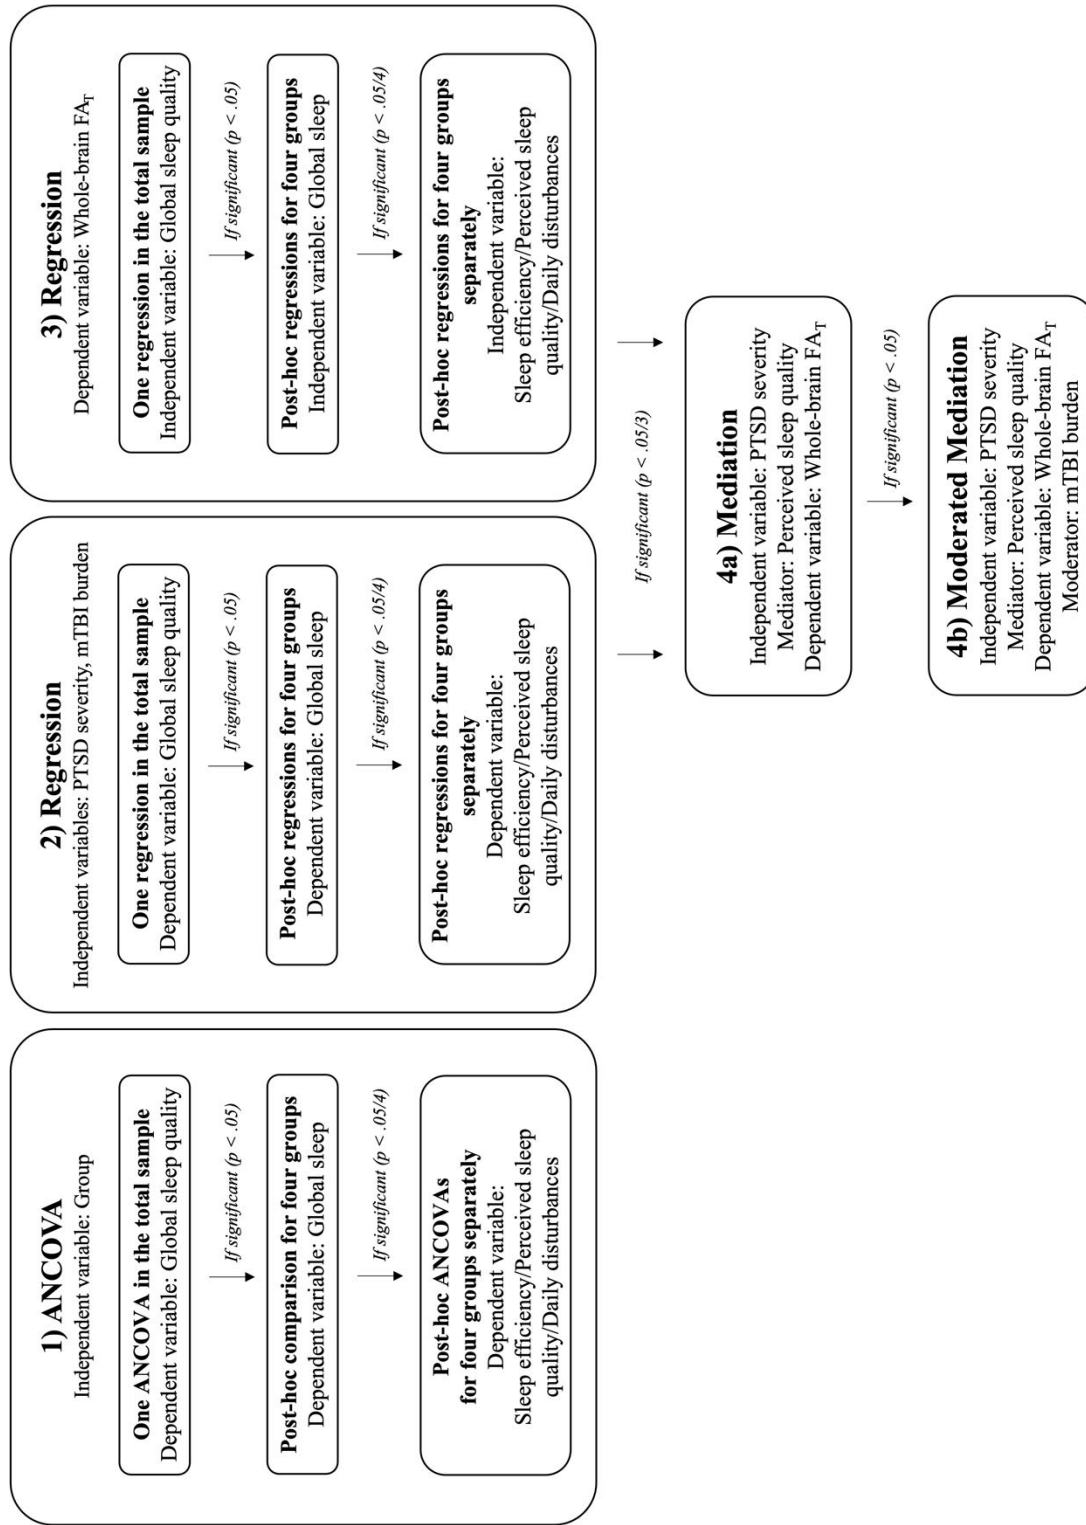 1) ANCOVA
Independent variable: Group
One ANCOVA in the total sample
Dependent variable: Global sleep quality
If significant (p < .05)
Post-hoc comparison for four groups
Dependent variable: Global sleep
If significant (p < .05/4)
Post-hoc ANCOVAs
for four groups separately
Dependent variable:
Sleep efficiency/Perceived sleep
quality/Daily disturbances
2) Regression
Independent variables: PTSD severity, mTBI burden
One regression in the total sample
Dependent variable: Global sleep quality
If significant (p < .05)
Post-hoc regressions for four groups
Dependent variable: Global sleep
If significant (p < .05/4)
Post-hoc regressions for four groups
separately
Dependent variable:
Sleep efficiency/Perceived sleep
quality/Daily disturbances
3) Regression
Dependent variable: Whole-brain FAT
One regression in the total sample
Independent variable: Global sleep quality
If significant (p < .05)
Post-hoc regressions for four groups
Independent variable: Global sleep
If significant (p < .05/4)
Post-hoc regressions for four groups
separately
Independent variable:
Sleep efficiency/Perceived sleep
quality/Daily disturbances
If significant (p < .05/3)
4a) Mediation
Independent variable: PTSD severity
Mediator: Perceived sleep quality
Dependent variable: Whole-brain FAT
If significant (p < .05)
4b) Moderated Mediation
Independent variable: PTSD severity
Mediator: Perceived sleep quality
Dependent variable: Whole-brain FAT
Moderator: mTBI burden